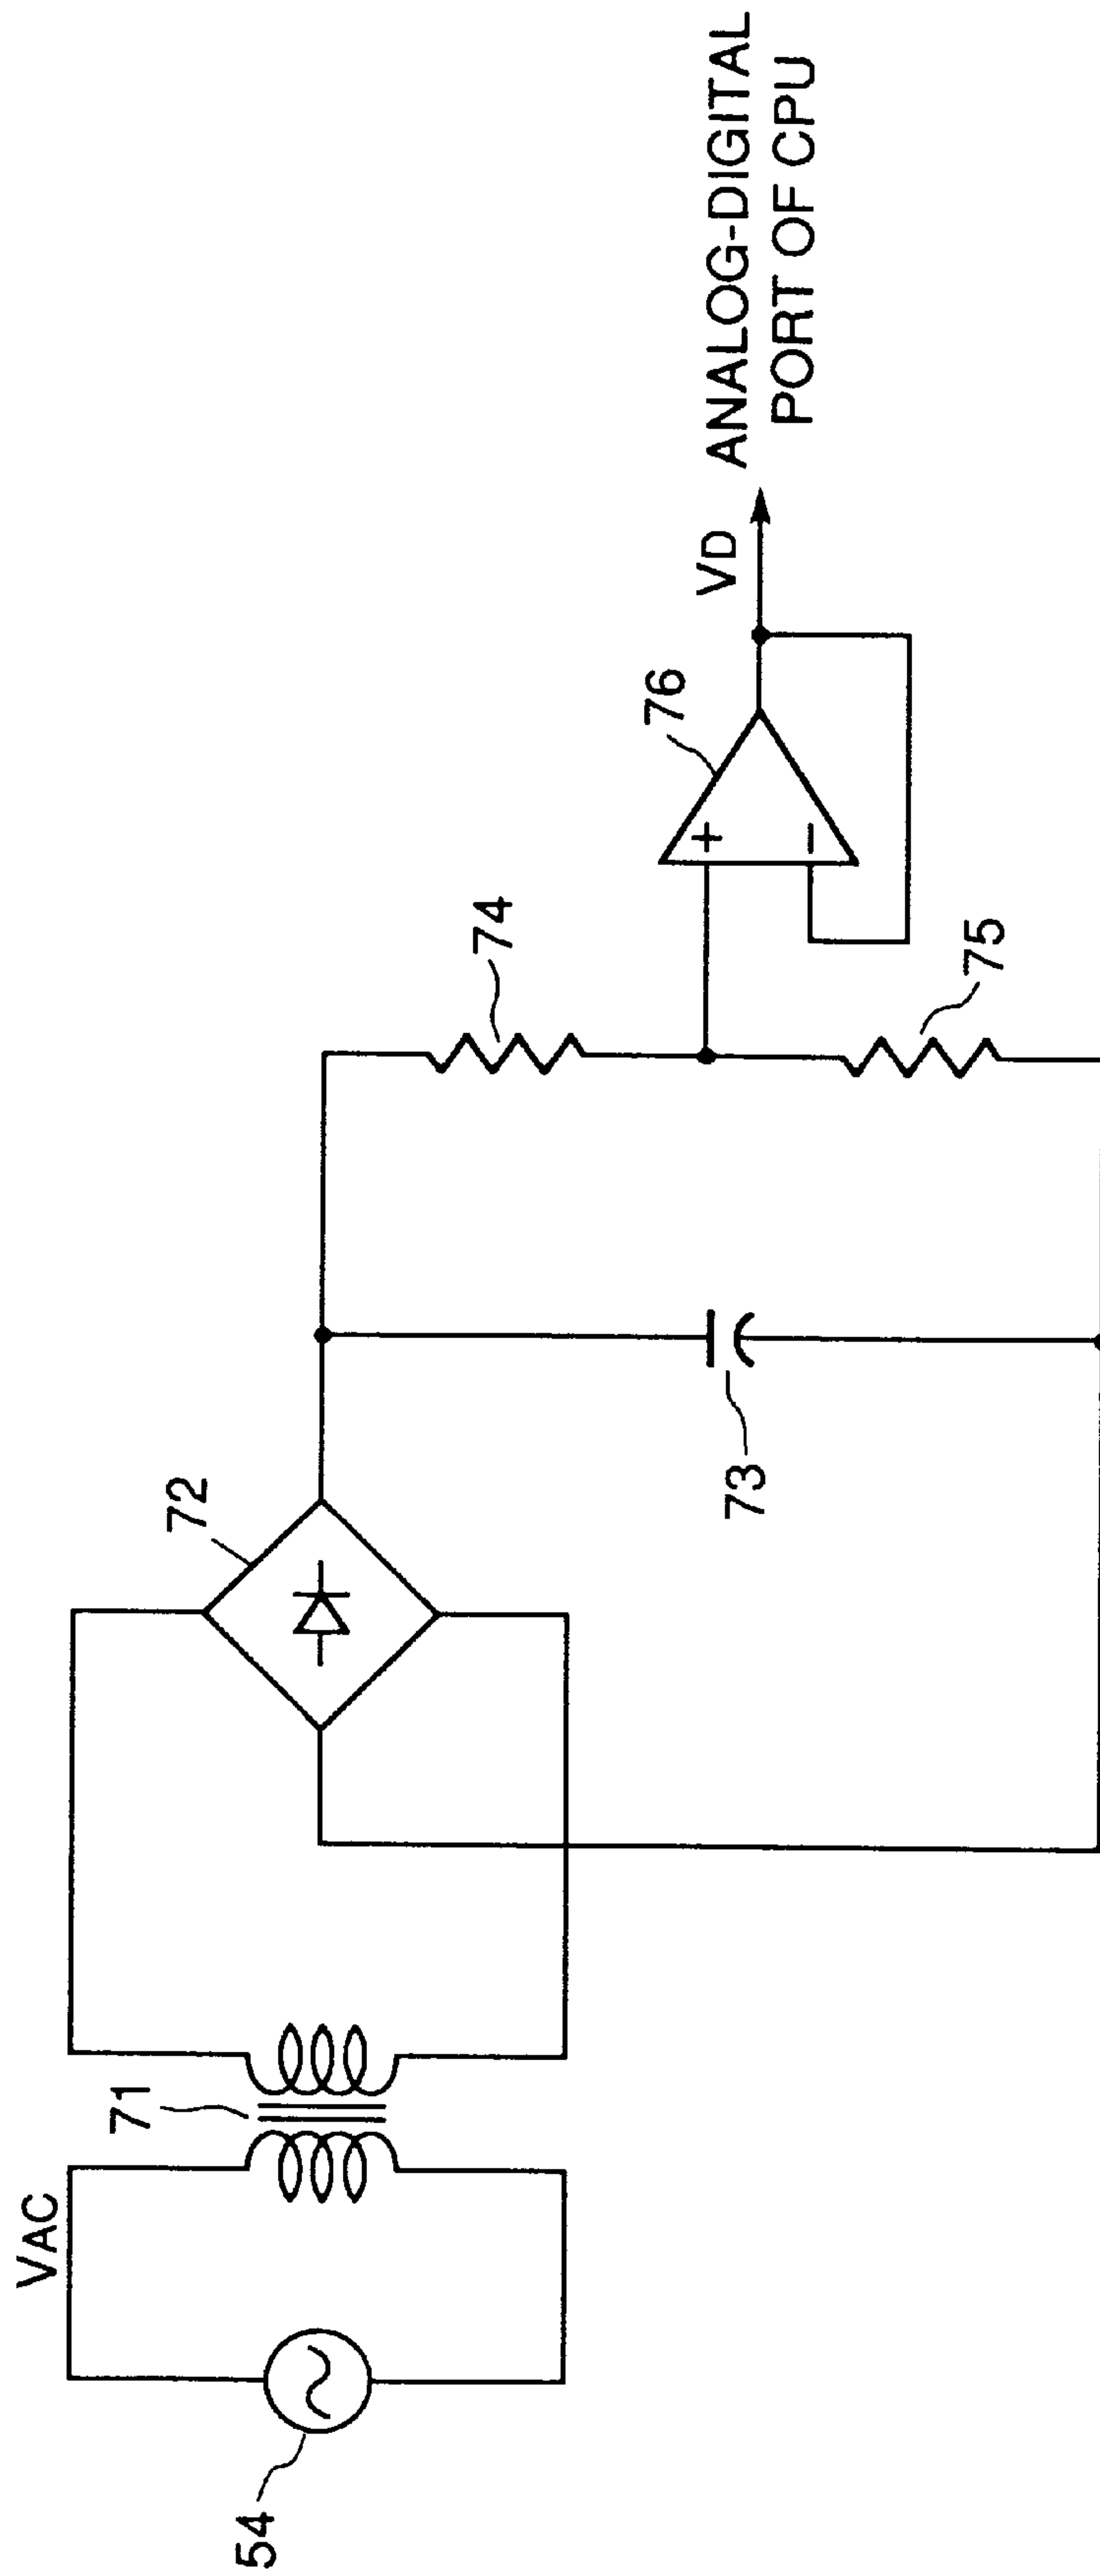 VAC
54
71
72
73
74
75
76
+
−
VD
ANALOG-DIGITAL
PORT OF CPU